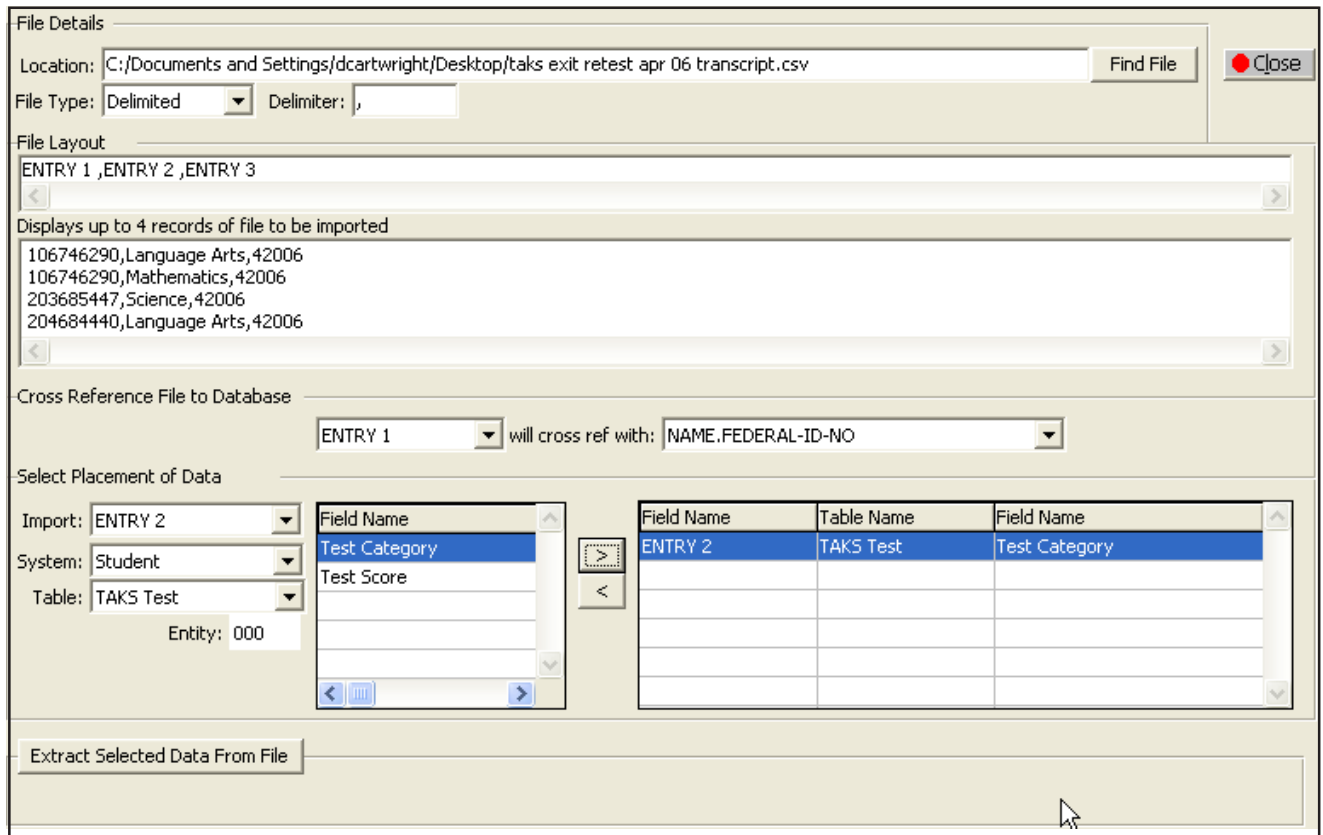 File Details
Location: C:/Documents and Settings/dcartwright/Desktop/taks exit retest apr 06 transcript.csv Find File Close
File Type: Delimited Delimiter: ,
File Layout
ENTRY 1 ,ENTRY 2 ,ENTRY 3
Displays up to 4 records of file to be imported
106746290,Language Arts,42006
106746290,Mathematics,42006
203685447,Science,42006
204684440,Language Arts,42006
Cross Reference File to Database
ENTRY 1 will cross ref with: NAME.FEDERAL-ID-NO
Select Placement of Data
Import: ENTRY 2 Field Name Field Name Table Name Field Name
System: Student Test Category > ENTRY 2 TAKS Test Test Category
Table: TAKS Test Test Score <
Entity: 000
Extract Selected Data From File